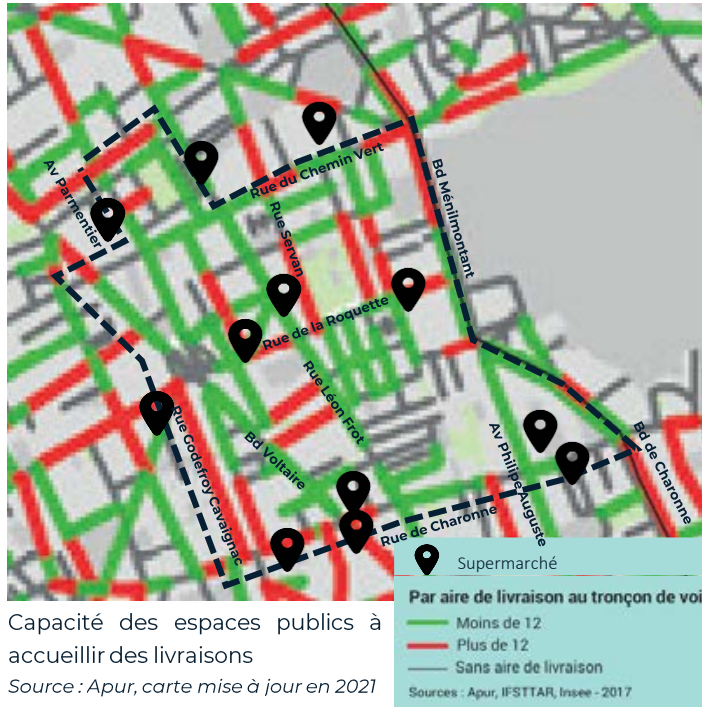 Av Parmentier
Rue du Chemin Vert
Bd Ménilmontant
Rue Servan
Rue de la Roquette
Rue Léon Frot
Rue Godefroy Cavaignac
Bd Voltaire
Av Philipe Auguste
Bd de Charonne
Rue de Charonne
Supermarché
Par aire de livraison au tronçon de voi
Moins de 12
Plus de 12
Sans aire de livraison
Sources : Apur, IFSTTAR, Insee - 2017
Capacité des espaces publics à
accueillir des livraisons
Source : Apur, carte mise à jour en 2021